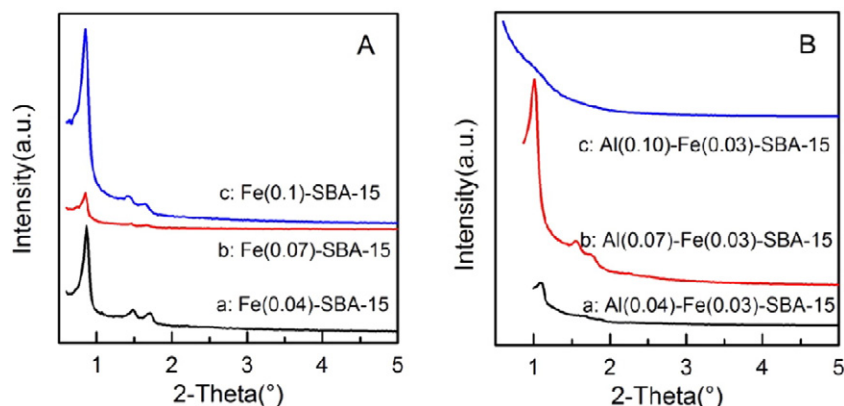 A
Intensity(a.u.)
c: Fe(0.1)-SBA-15
b: Fe(0.07)-SBA-15
a: Fe(0.04)-SBA-15
1 2 3 4 5
2-Theta(°)
B
Intensity(a.u.)
c: Al(0.10)-Fe(0.03)-SBA-15
b: Al(0.07)-Fe(0.03)-SBA-15
a: Al(0.04)-Fe(0.03)-SBA-15
1 2 3 4 5
2-Theta(°)